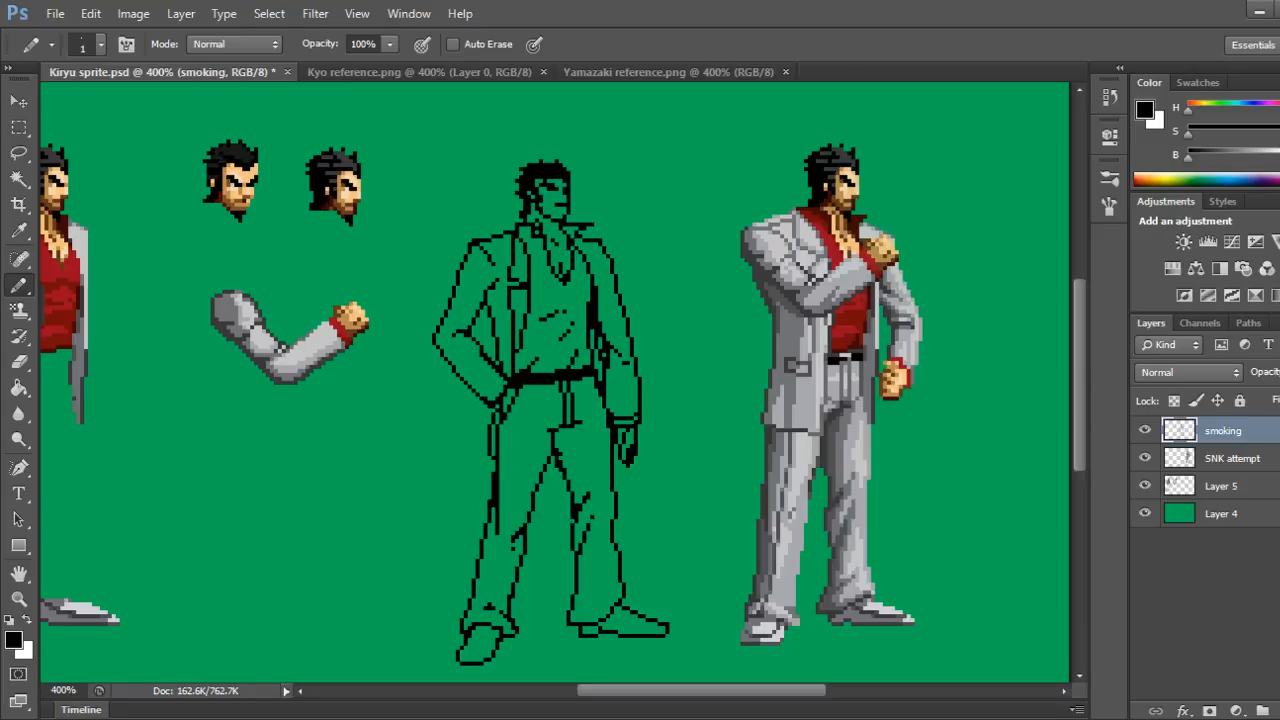 Ps File Edit Image Layer Type Select Filter View Window Help
1 Mode: Normal Opacity: 100% Auto Erase Essentials
Kiryu sprite.psd @ 400% (smoking, RGB/8) * × Kyo reference.png @ 400% (Layer 0, RGB/8) × Yamazaki reference.png @ 400% (RGB/8) ×
Color Swatches
H
S
B
Adjustments Styles
Add an adjustment
Layers Channels Paths
Kind
Normal Opacity
Lock: Fi
smoking
SNK attempt
Layer 5
Layer 4
400% Doc: 162.6K/762.7K
Timeline
fx